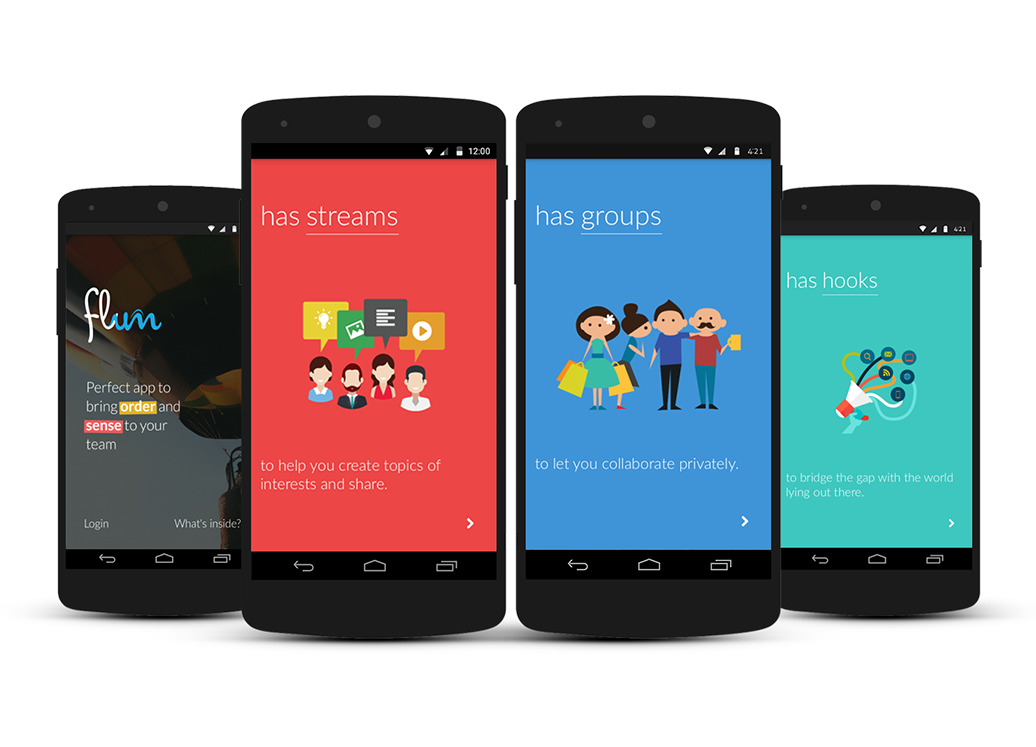 flum
Perfect app to
bring order and
sense to your
team
Login What's inside?
12:00
has streams
to help you create topics of
interests and share.
4:21
has groups
to let you collaborate privately.
4:21
has hooks
to bridge the gap with the world
lying out there.